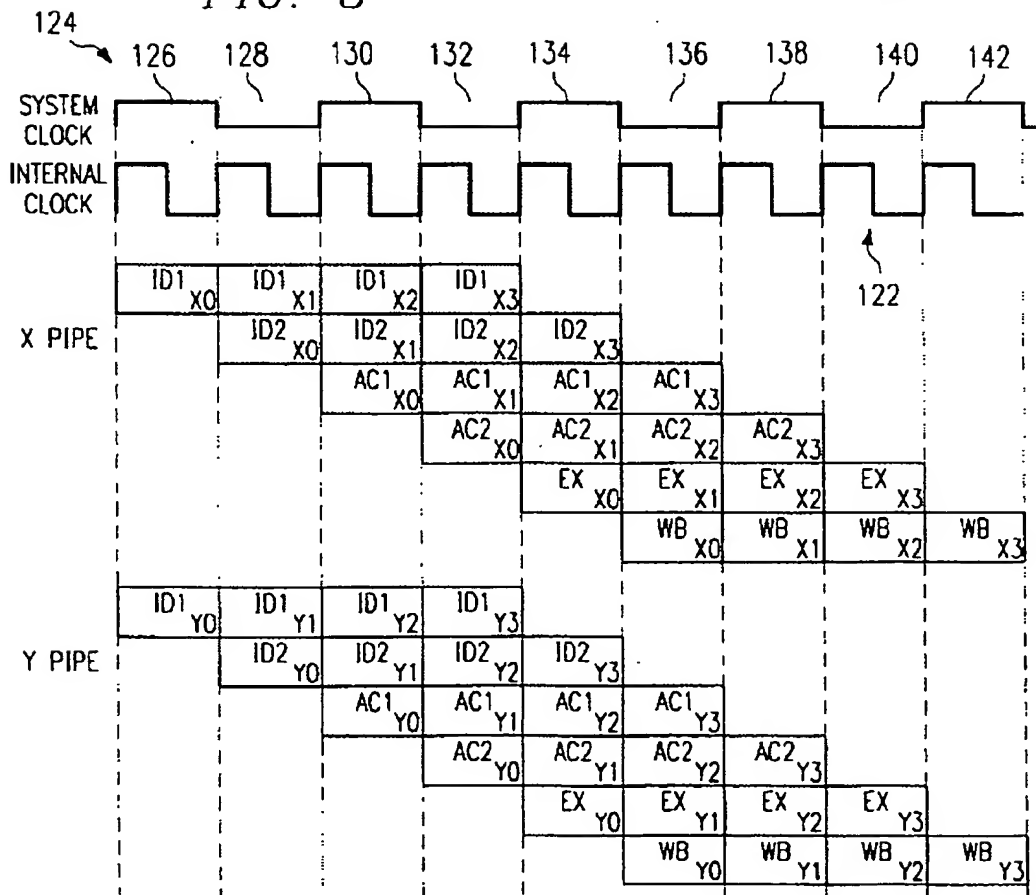 FIG. 3
124
126 128 130 132 134 136 138 140 142
SYSTEM
CLOCK
INTERNAL
CLOCK
122
X PIPE
ID1 X0 ID1 X1 ID1 X2 ID1 X3
ID2 X0 ID2 X1 ID2 X2 ID2 X3
AC1 X0 AC1 X1 AC1 X2 AC1 X3
AC2 X0 AC2 X1 AC2 X2 AC2 X3
EX X0 EX X1 EX X2 EX X3
WB X0 WB X1 WB X2 WB X3
Y PIPE
ID1 Y0 ID1 Y1 ID1 Y2 ID1 Y3
ID2 Y0 ID2 Y1 ID2 Y2 ID2 Y3
AC1 Y0 AC1 Y1 AC1 Y2 AC1 Y3
AC2 Y0 AC2 Y1 AC2 Y2 AC2 Y3
EX Y0 EX Y1 EX Y2 EX Y3
WB Y0 WB Y1 WB Y2 WB Y3